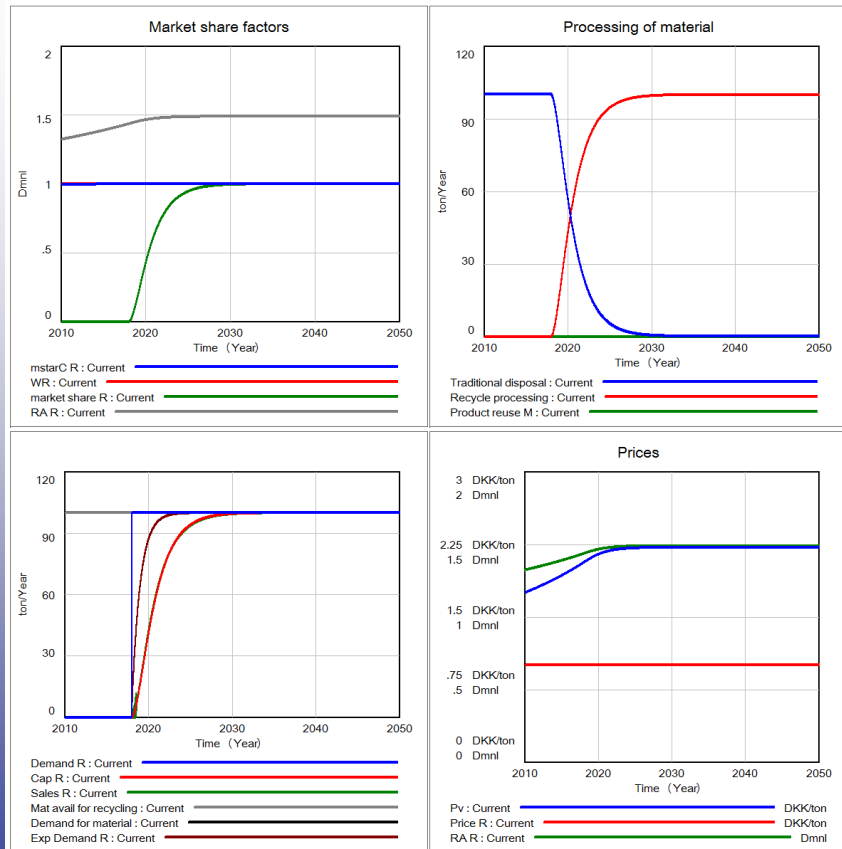 Market share factors
2
1.5
1
.5
0
Dmnl
2010 2020 2030 2040 2050
Time (Year)
mstarC R : Current
WR : Current
market share R : Current
RA R : Current
Processing of material
120
90
60
30
0
ton/Year
2010 2020 2030 2040 2050
Time (Year)
Traditional disposal : Current
Recycle processing : Current
Product reuse M : Current
120
90
60
30
0
ton/Year
2010 2020 2030 2040 2050
Time (Year)
Demand R : Current
Cap R : Current
Sales R : Current
Mat avail for recycling : Current
Demand for material : Current
Exp Demand R : Current
Prices
3 DKK/ton
2 Dmnl
2.25 DKK/ton
1.5 Dmnl
1.5 DKK/ton
1 Dmnl
.75 DKK/ton
.5 Dmnl
0 DKK/ton
0 Dmnl
2010 2020 2030 2040 2050
Time (Year)
Pv : Current DKK/ton
Price R : Current DKK/ton
RA R : Current Dmnl